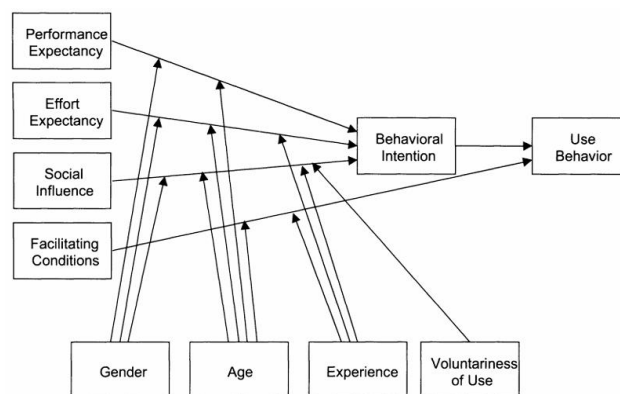 Performance
Expectancy
Effort
Expectancy
Social
Influence
Facilitating
Conditions
Behavioral
Intention
Use
Behavior
Gender
Age
Experience
Voluntariness
of Use